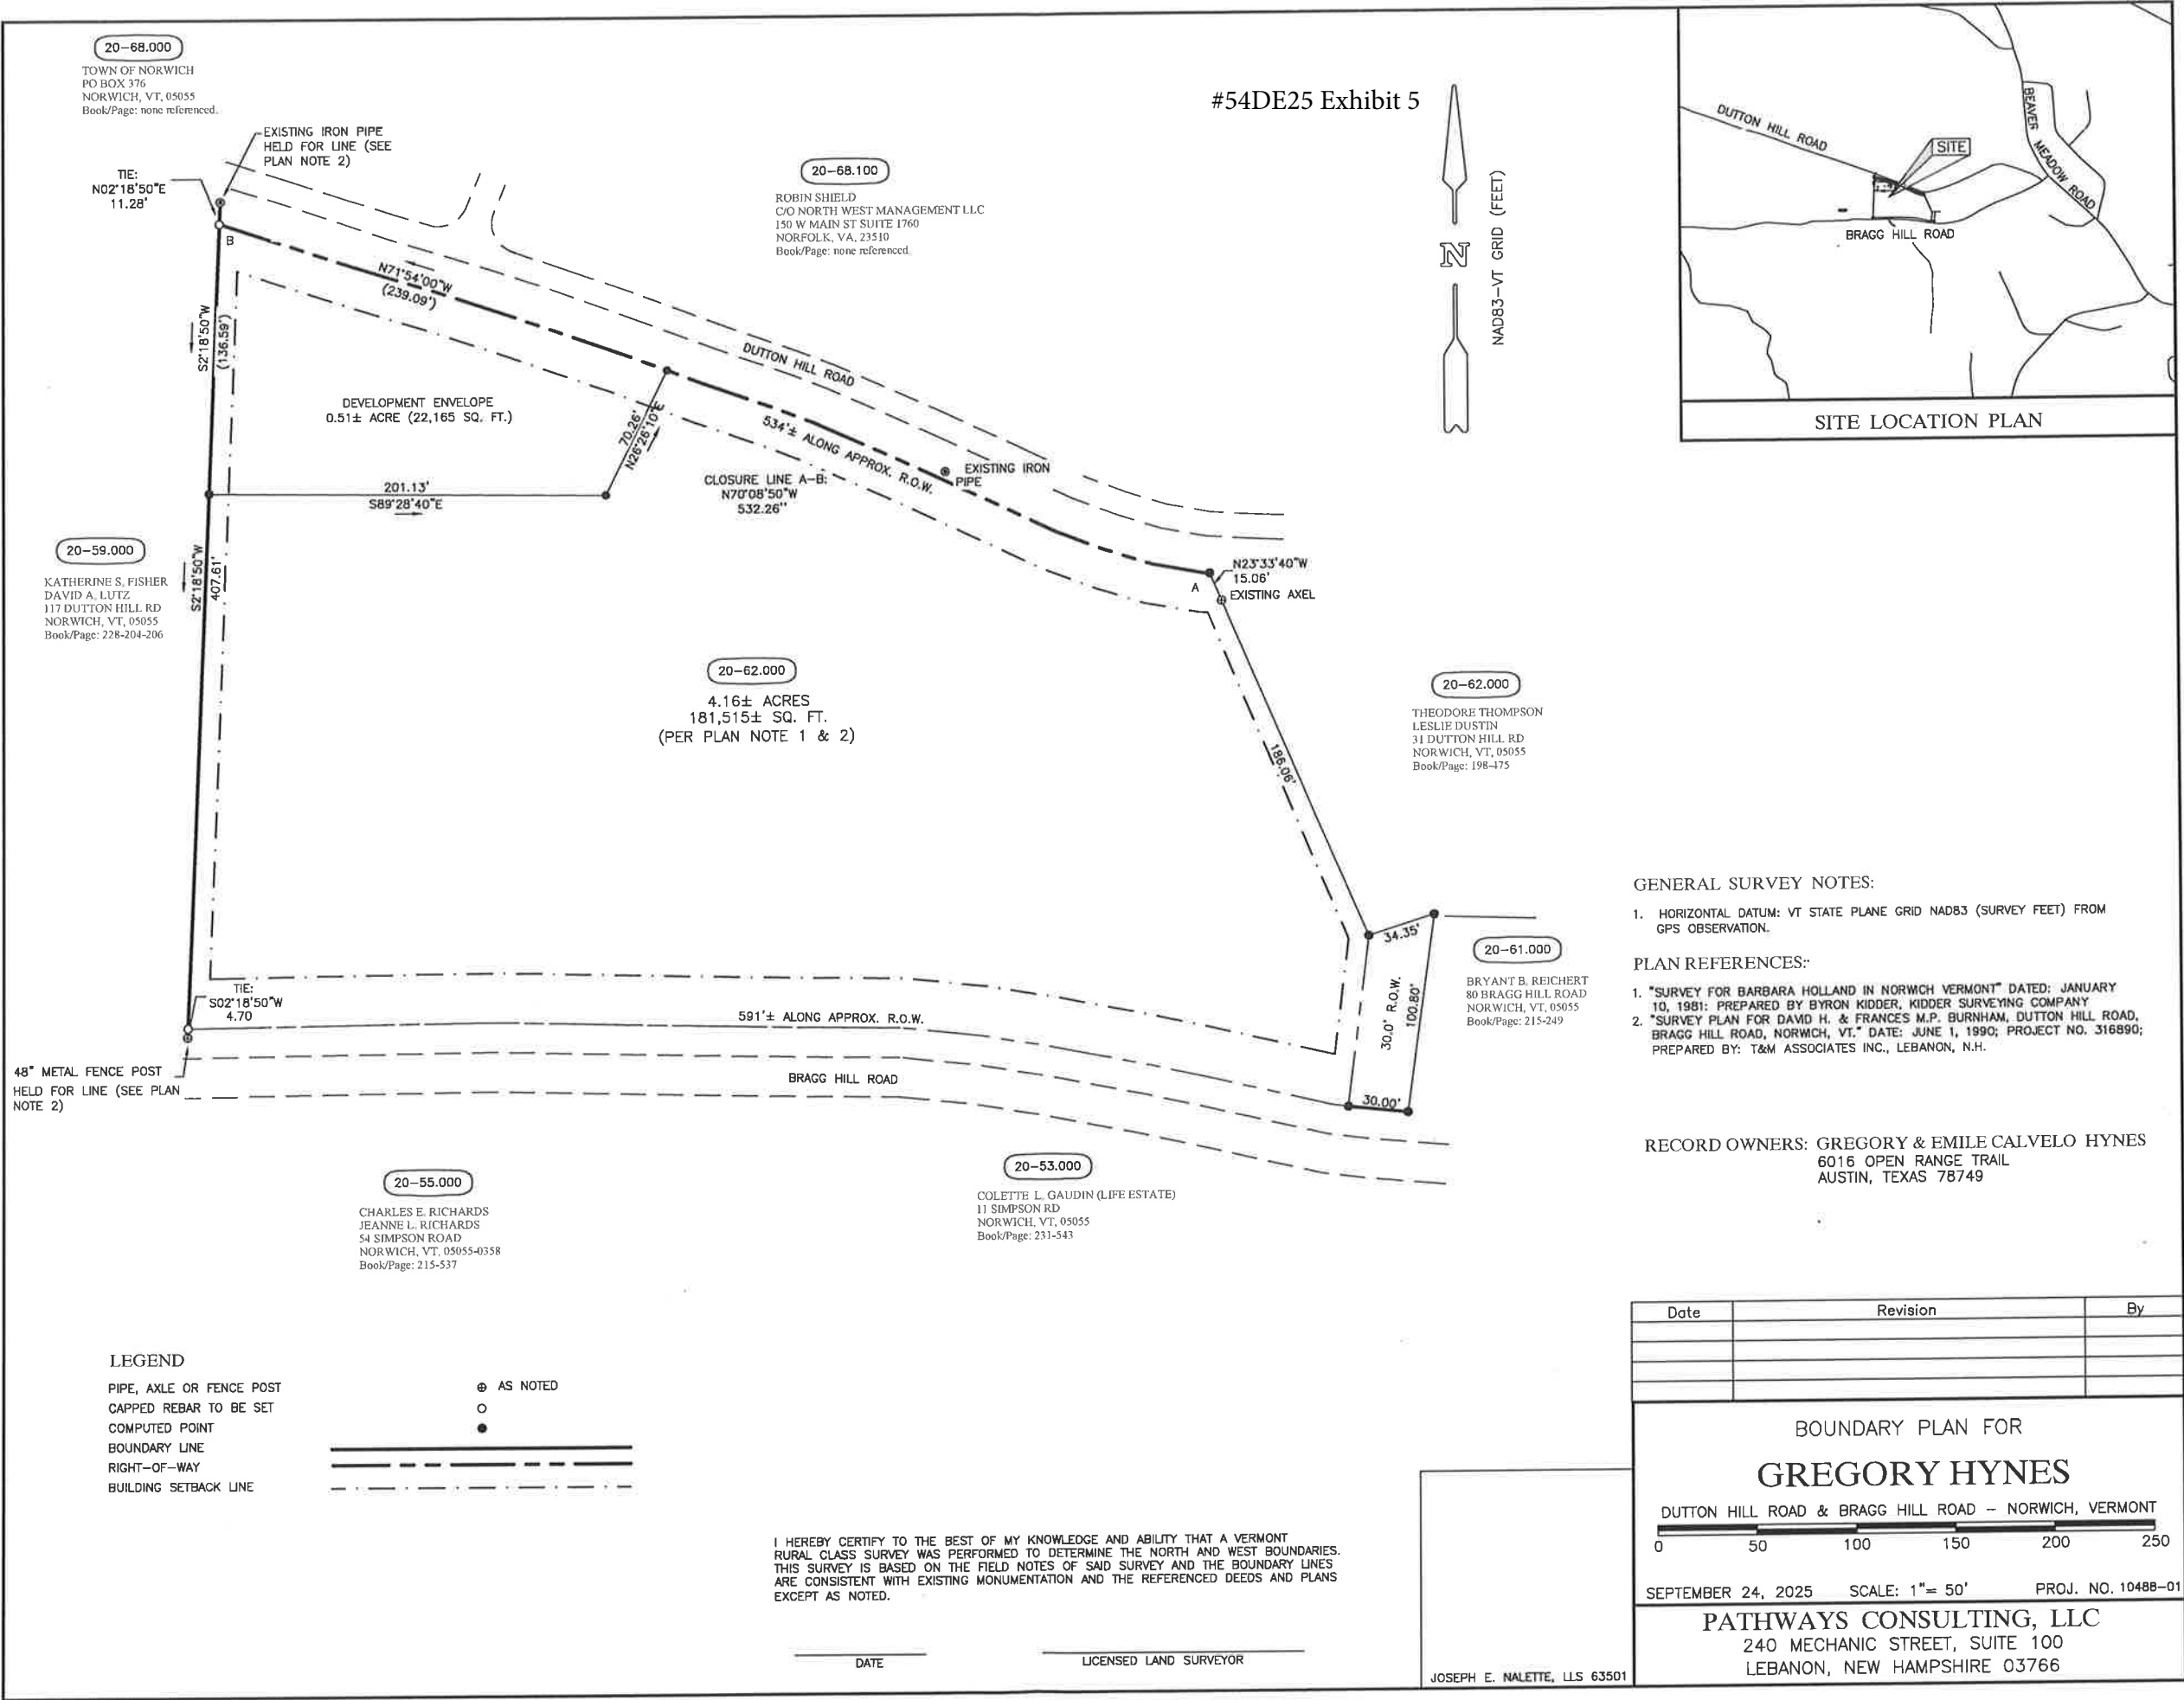 20-68.000
TOWN OF NORWICH
PO BOX 376
NORWICH, VT, 05055
Book/Page: none referenced.
EXISTING IRON PIPE
HELD FOR LINE (SEE
PLAN NOTE 2)
TIE:
N02°18'50"E
11.28'
B
#54DE25 Exhibit 5
20-68.100
ROBIN SHIELD
C/O NORTH WEST MANAGEMENT LLC
150 W MAIN ST SUITE 1760
NORFOLK, VA, 23510
Book/Page: none referenced.
N
NAD83-VT GRID (FEET)
DUTTON HILL ROAD
SITE
BEAVER MEADOW ROAD
BRAGG HILL ROAD
SITE LOCATION PLAN
N71°54'00"W
(239.09')
S2°18'50"W
(136.59')
DUTTON HILL ROAD
DEVELOPMENT ENVELOPE
0.51± ACRE (22,165 SQ. FT.)
70.26'
N26°26'10"E
534'± ALONG APPROX. R.O.W.
EXISTING IRON
PIPE
CLOSURE LINE A-B:
N70°08'50"W
532.26"
201.13'
S89°28'40"E
20-59.000
KATHERINE S. FISHER
DAVID A. LUTZ
117 DUTTON HILL RD
NORWICH, VT, 05055
Book/Page: 228-204-206
S2°18'50"W
407.61'
N23°33'40"W
15.06'
A
EXISTING AXEL
20-62.000
4.16± ACRES
181,515± SQ. FT.
(PER PLAN NOTE 1 & 2)
20-62.000
THEODORE THOMPSON
LESLIE DUSTIN
31 DUTTON HILL RD
NORWICH, VT, 05055
Book/Page: 198-475
186.06'
34.35'
30.0' R.O.W.
100.80'
30.00'
20-61.000
BRYANT B. REICHERT
80 BRAGG HILL ROAD
NORWICH, VT, 05055
Book/Page: 215-249
GENERAL SURVEY NOTES:
1. HORIZONTAL DATUM: VT STATE PLANE GRID NAD83 (SURVEY FEET) FROM
GPS OBSERVATION.
PLAN REFERENCES:
1. "SURVEY FOR BARBARA HOLLAND IN NORWICH VERMONT" DATED: JANUARY
10, 1981: PREPARED BY BYRON KIDDER, KIDDER SURVEYING COMPANY
2. "SURVEY PLAN FOR DAVID H. & FRANCES M.P. BURNHAM, DUTTON HILL ROAD,
BRAGG HILL ROAD, NORWICH, VT." DATE: JUNE 1, 1990; PROJECT NO. 316890;
PREPARED BY: T&M ASSOCIATES INC., LEBANON, N.H.
TIE:
S02°18'50"W
4.70
591'± ALONG APPROX. R.O.W.
BRAGG HILL ROAD
48" METAL FENCE POST
HELD FOR LINE (SEE PLAN
NOTE 2)
RECORD OWNERS: GREGORY & EMILE CALVELO HYNES
6016 OPEN RANGE TRAIL
AUSTIN, TEXAS 78749
20-55.000
CHARLES E. RICHARDS
JEANNE L. RICHARDS
54 SIMPSON ROAD
NORWICH, VT, 05055-0358
Book/Page: 215-537
20-53.000
COLETTE L. GAUDIN (LIFE ESTATE)
11 SIMPSON RD
NORWICH, VT, 05055
Book/Page: 231-543
LEGEND
PIPE, AXLE OR FENCE POST AS NOTED
CAPPED REBAR TO BE SET
COMPUTED POINT
BOUNDARY LINE
RIGHT-OF-WAY
BUILDING SETBACK LINE
I HEREBY CERTIFY TO THE BEST OF MY KNOWLEDGE AND ABILITY THAT A VERMONT
RURAL CLASS SURVEY WAS PERFORMED TO DETERMINE THE NORTH AND WEST BOUNDARIES.
THIS SURVEY IS BASED ON THE FIELD NOTES OF SAID SURVEY AND THE BOUNDARY LINES
ARE CONSISTENT WITH EXISTING MONUMENTATION AND THE REFERENCED DEEDS AND PLANS
EXCEPT AS NOTED.
DATE
LICENSED LAND SURVEYOR
JOSEPH E. NALETTE, LLS 63501
Date Revision By
BOUNDARY PLAN FOR
GREGORY HYNES
DUTTON HILL ROAD & BRAGG HILL ROAD - NORWICH, VERMONT
0 50 100 150 200 250
SEPTEMBER 24, 2025 SCALE: 1"= 50' PROJ. NO. 10488-01
PATHWAYS CONSULTING, LLC
240 MECHANIC STREET, SUITE 100
LEBANON, NEW HAMPSHIRE 03766